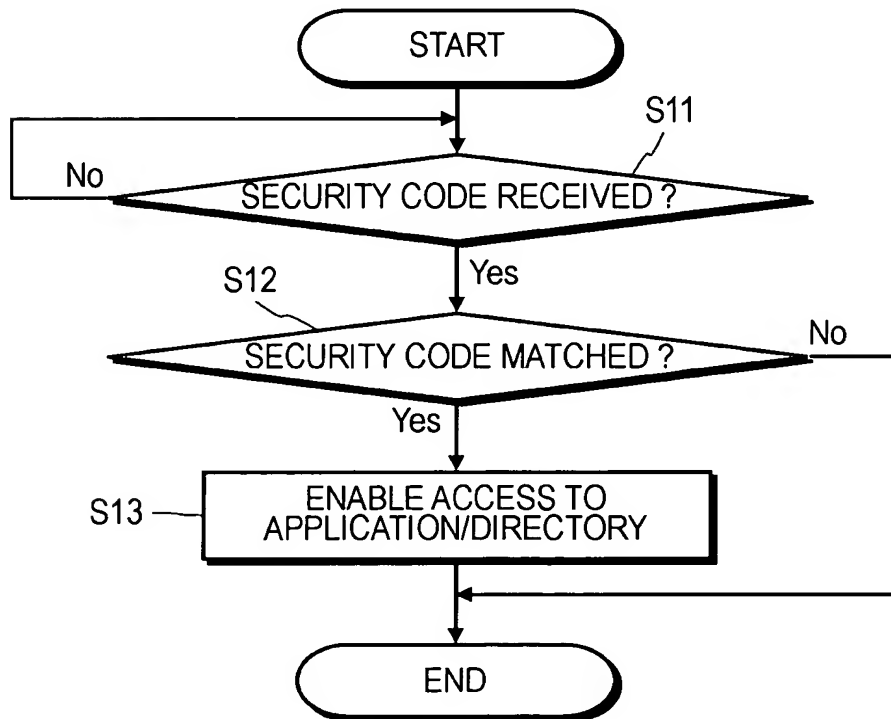 START
S11
No
SECURITY CODE RECEIVED ?
Yes
S12
No
SECURITY CODE MATCHED ?
Yes
S13
ENABLE ACCESS TO
APPLICATION/DIRECTORY
END